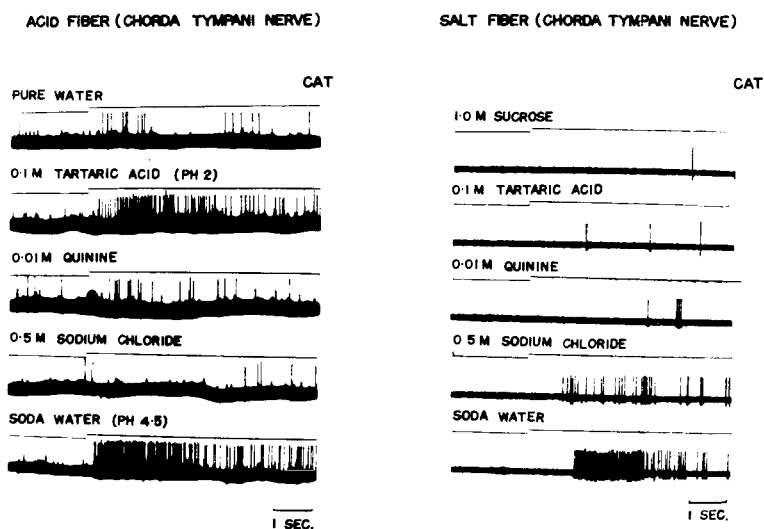 ACID FIBER (CHORDA TYMPANI NERVE)
CAT
PURE WATER
0·1 M TARTARIC ACID (PH 2)
0·01 M QUININE
0·5 M SODIUM CHLORIDE
SODA WATER (PH 4·5)
1 SEC.
SALT FIBER (CHORDA TYMPANI NERVE)
CAT
1·0 M SUCROSE
0·1 M TARTARIC ACID
0·01 M QUININE
0 5 M SODIUM CHLORIDE
SODA WATER
1 SEC.